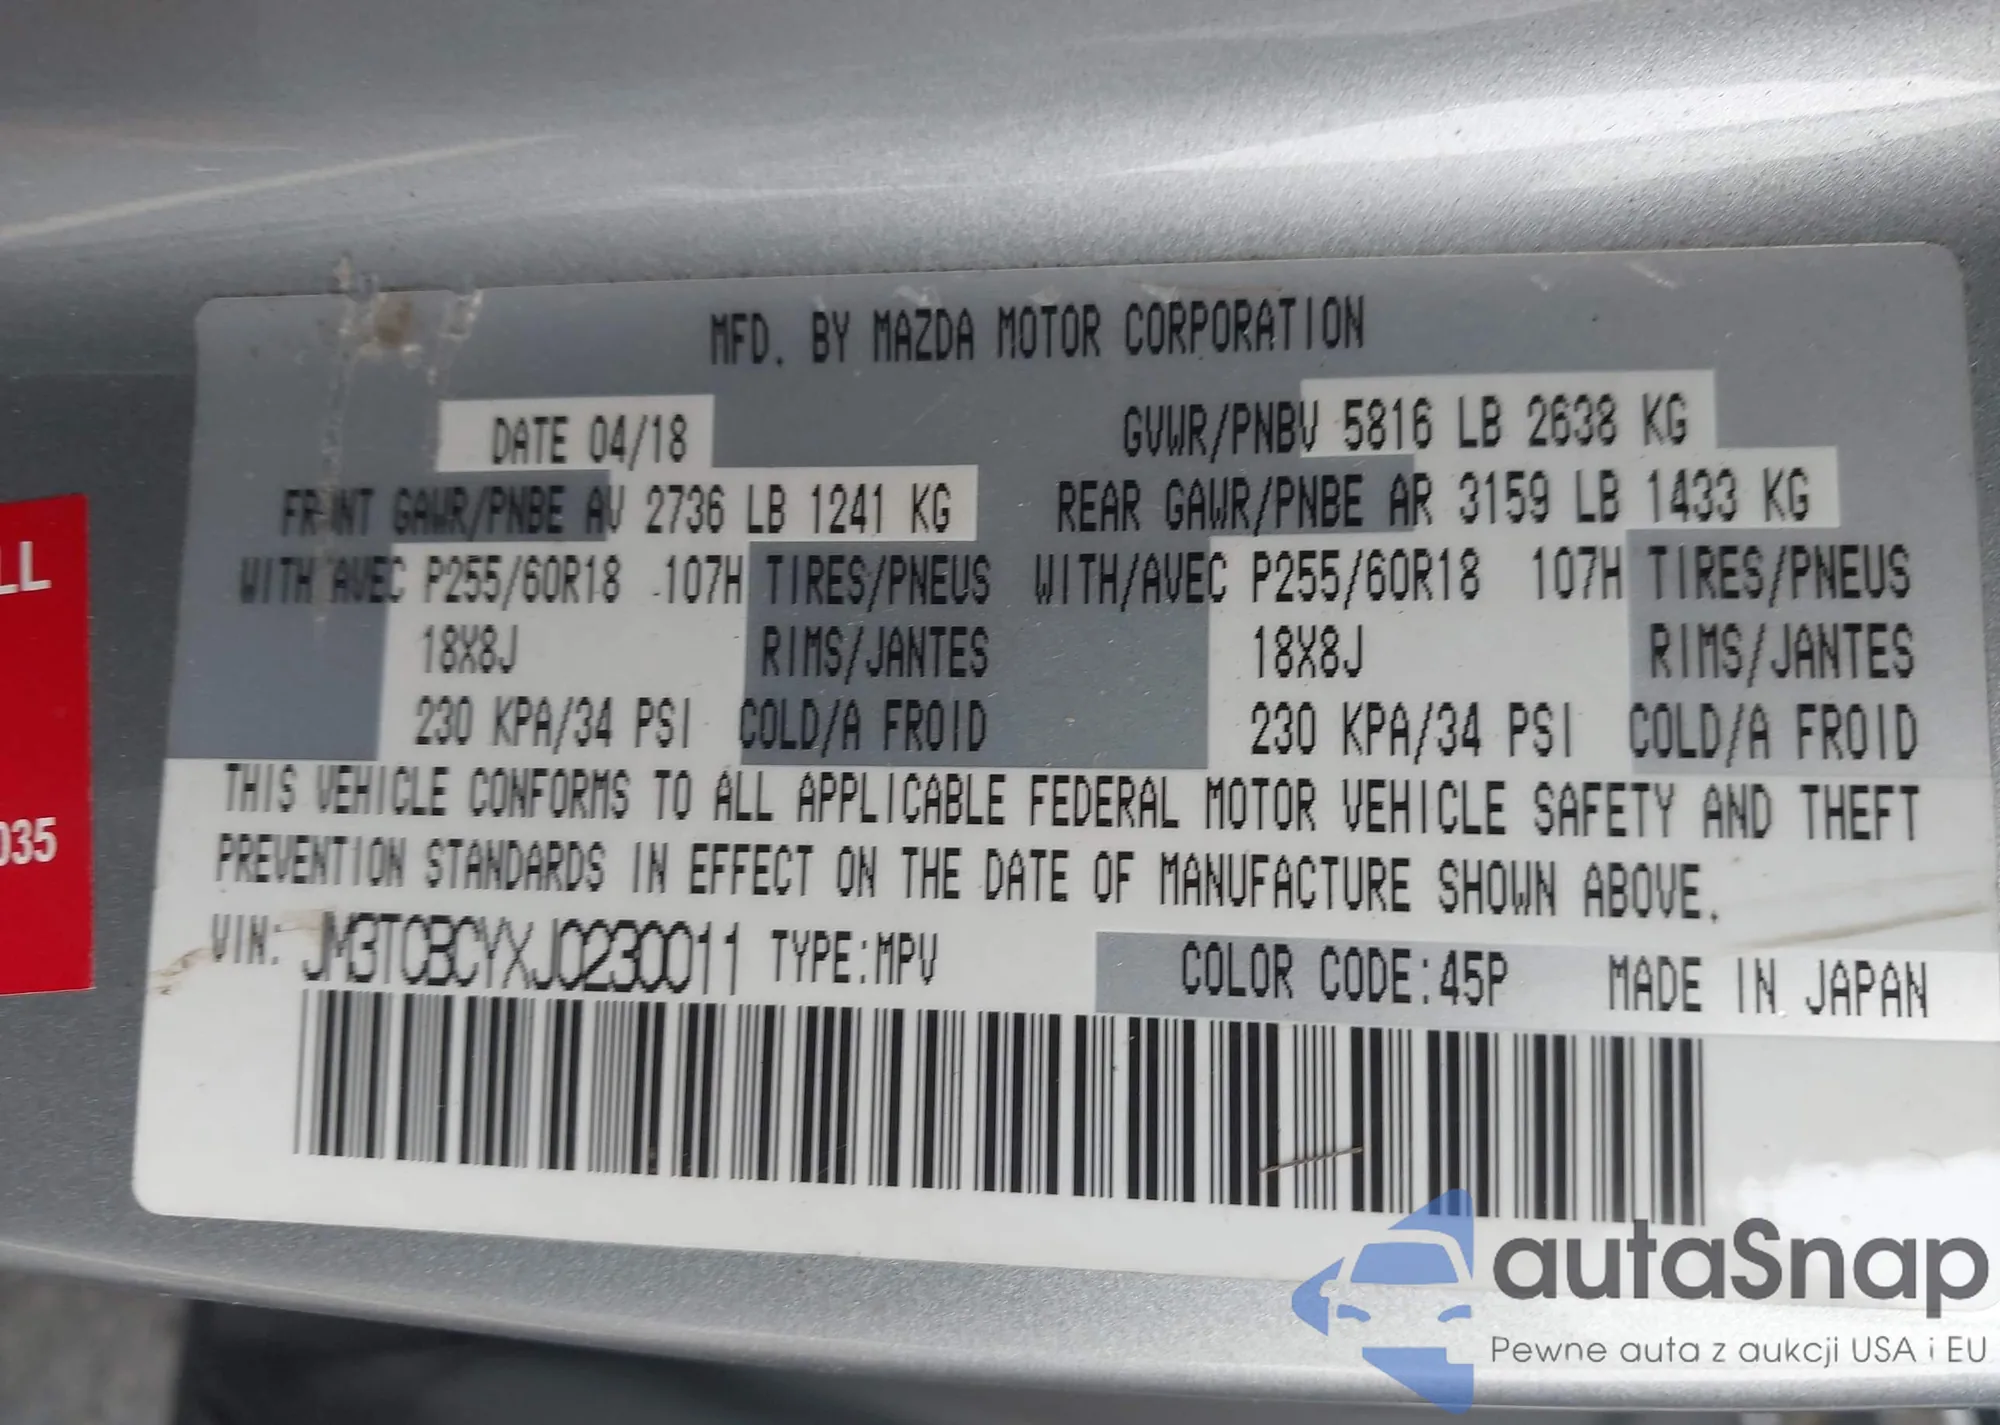 MFD. BY MAZDA MOTOR CORPORATION
DATE 04/18 GVWR/PNBV 5816 LB 2638 KG
FRONT GAWR/PNBE AV 2736 LB 1241 KG REAR GAWR/PNBE AR 3159 LB 1433 KG
WITH/AVEC P255/60R18 107H TIRES/PNEUS WITH/AVEC P255/60R18 107H TIRES/PNEUS
18X8J RIMS/JANTES 18X8J RIMS/JANTES
230 KPA/34 PSI COLD/A FROID 230 KPA/34 PSI COLD/A FROID
THIS VEHICLE CONFORMS TO ALL APPLICABLE FEDERAL MOTOR VEHICLE SAFETY AND THEFT
PREVENTION STANDARDS IN EFFECT ON THE DATE OF MANUFACTURE SHOWN ABOVE.
VIN: JM3TCBCYXJ0230011 TYPE:MPV COLOR CODE:45P MADE IN JAPAN
LL
035
autaSnap
Pewne auta z aukcji USA i EU